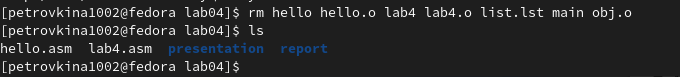 [petrovkina1002@fedora lab04]$ rm hello hello.o lab4 lab4.o list.lst main obj.o
[petrovkina1002@fedora lab04]$ ls
hello.asm lab4.asm presentation report
[petrovkina1002@fedora lab04]$